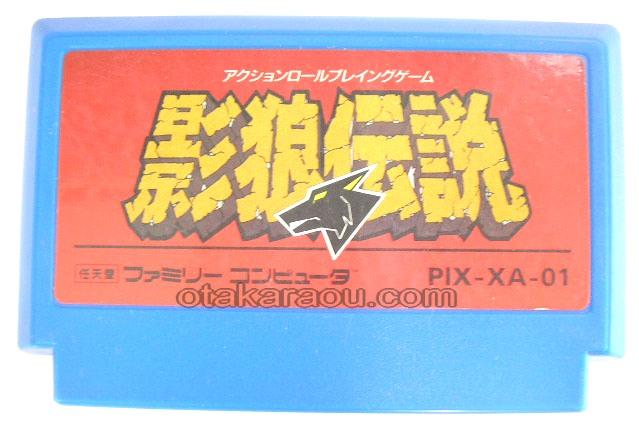 アクションロールプレイングゲーム
影狼伝説
任天堂 ファミリーコンピュータ™ PIX-XA-01
otakaraou.com